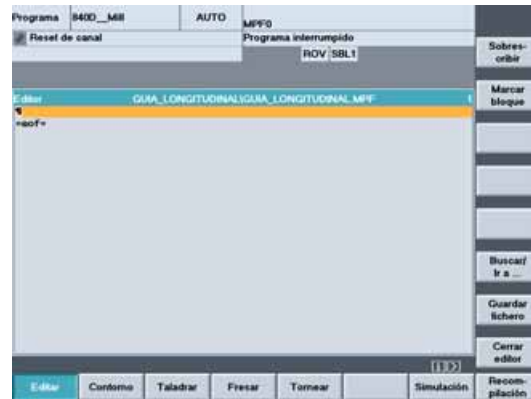 Programa 840D__Mill AUTO MPF0
Reset de canal Programa interrumpido
ROV SBL1
Editor GUIA_LONGITUDINAL\GUIA_LONGITUDINAL.MPF 1
¶
=eof=
Sobres-
cribir
Marcar
bloque
Buscar/
Ir a ...
Guardar
fichero
Cerrar
editor
Recom-
pilación
Editar Contorno Taladrar Fresar Tornear Simulación